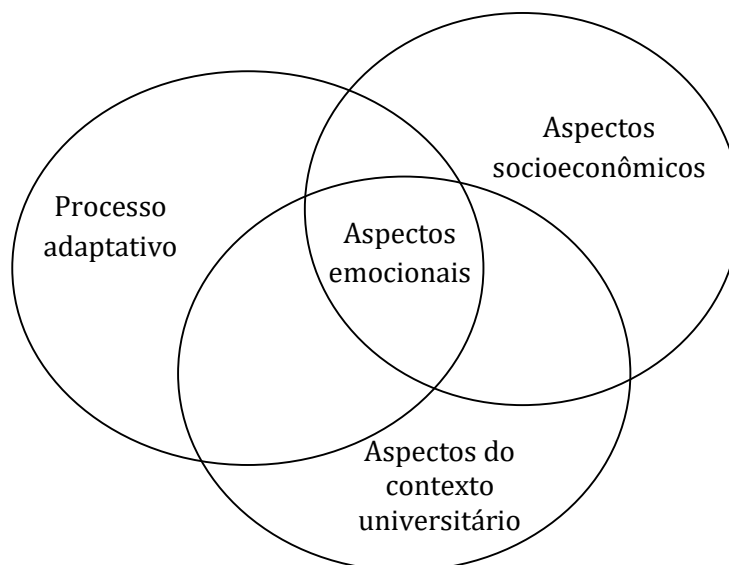 Aspectos
socioeconômicos
Processo
adaptativo
Aspectos
emocionais
Aspectos do
contexto
universitário